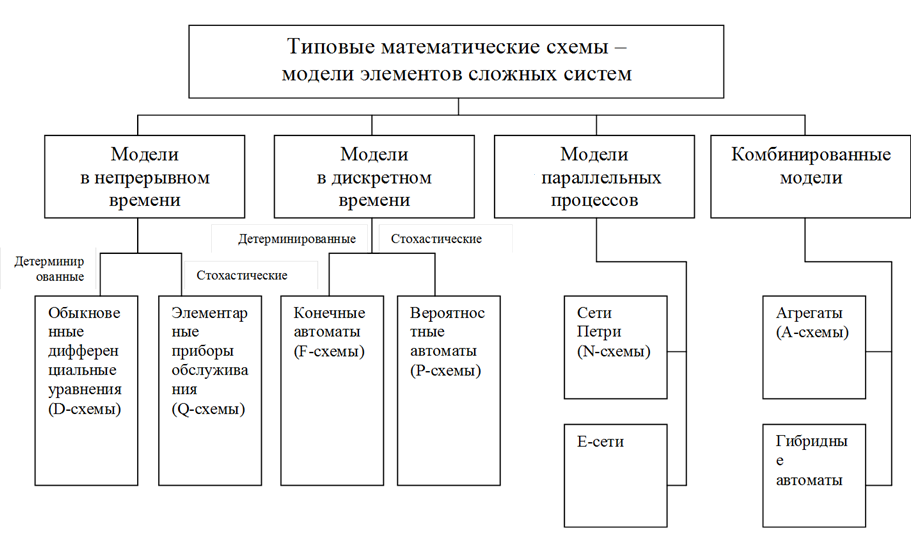 Типовые математические схемы –
модели элементов сложных систем
Модели
в непрерывном
времени
Модели
в дискретном
времени
Модели
параллельных
процессов
Комбинированные
модели
Детерминир
ованные
Стохастические
Детерминированные
Стохастические
Обыкнове
нные
дифферен
циальные
уравнения
(D-схемы)
Элементар
ные
приборы
обслужива
ния
(Q-схемы)
Конечные
автоматы
(F-схемы)
Вероятнос
тные
автоматы
(P-схемы)
Сети
Петри
(N-схемы)
Агрегаты
(А-схемы)
Е-сети
Гибридны
е
автоматы